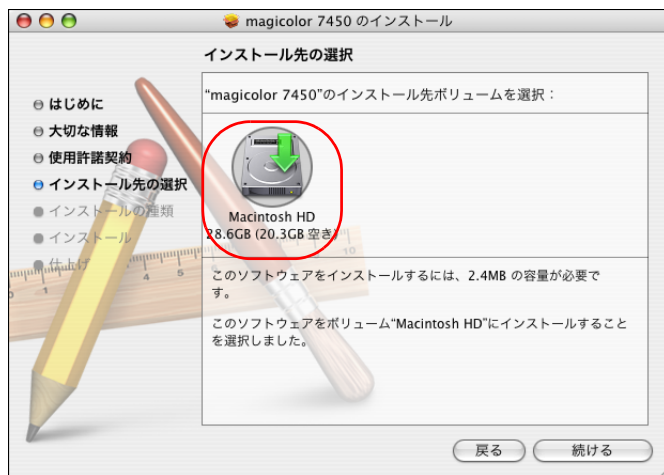 magicolor 7450 のインストール
インストール先の選択
はじめに
大切な情報
使用許諾契約
インストール先の選択
インストールの種類
インストール
仕上げ
"magicolor 7450"のインストール先ボリュームを選択：
Macintosh HD
28.6GB (20.3GB 空き)
このソフトウェアをインストールするには、2.4MB の容量が必要で
す。
このソフトウェアをボリューム"Macintosh HD"にインストールすること
を選択しました。
戻る
続ける